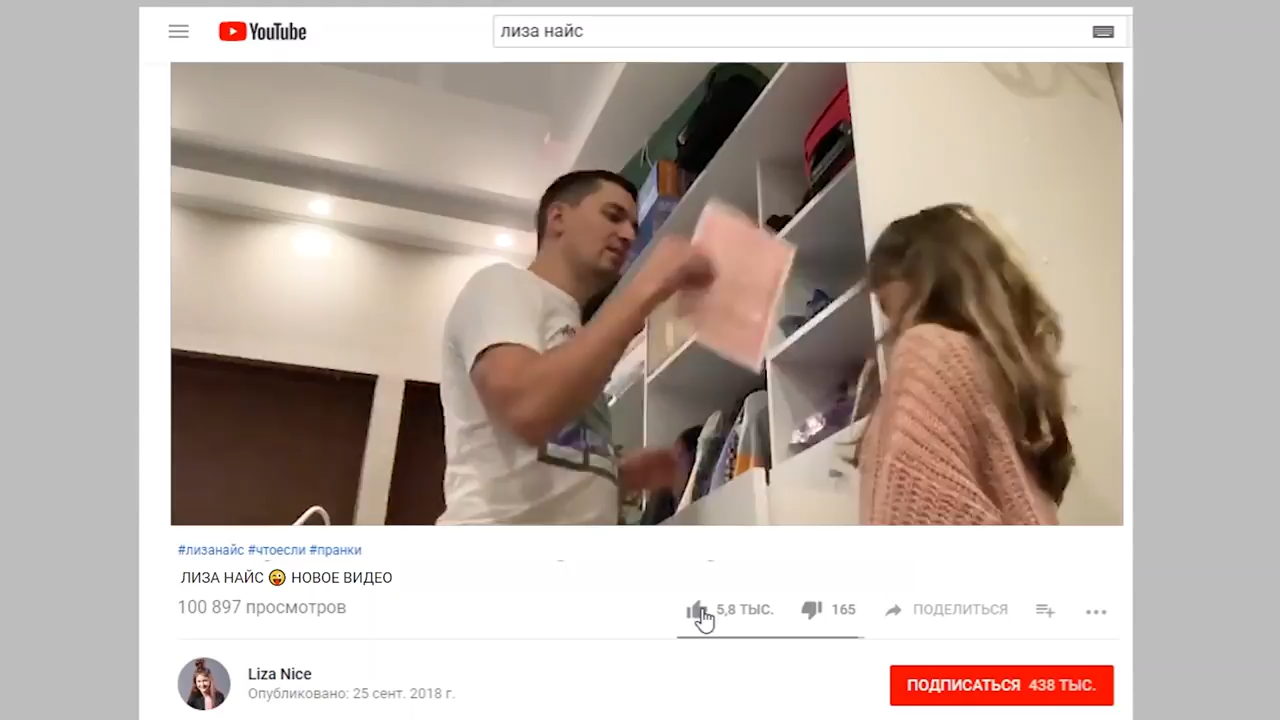 YouTube
лиза найс
#лизанайс #чтоесли #пранки
ЛИЗА НАЙС 😜 НОВОЕ ВИДЕО
100 897 просмотров
5,8 ТЫС. 165 ПОДЕЛИТЬСЯ
Liza Nice
Опубликовано: 25 сент. 2018 г.
ПОДПИСАТЬСЯ 438 ТЫС.